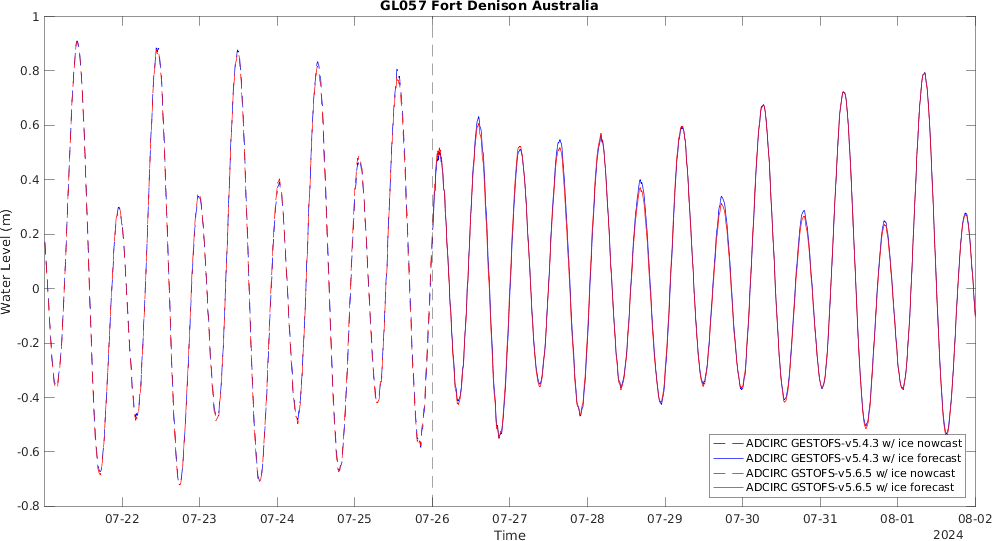 GL057 Fort Denison Australia
1
0.8
0.6
0.4
0.2
0
-0.2
-0.4
-0.6
-0.8
Water Level (m)
ADCIRC GESTOFS-v5.4.3 w/ ice nowcast
ADCIRC GESTOFS-v5.4.3 w/ ice forecast
ADCIRC GSTOFS-v5.6.5 w/ ice nowcast
ADCIRC GSTOFS-v5.6.5 w/ ice forecast
07-22 07-23 07-24 07-25 07-26 07-27 07-28 07-29 07-30 07-31 08-01 08-02
Time
2024